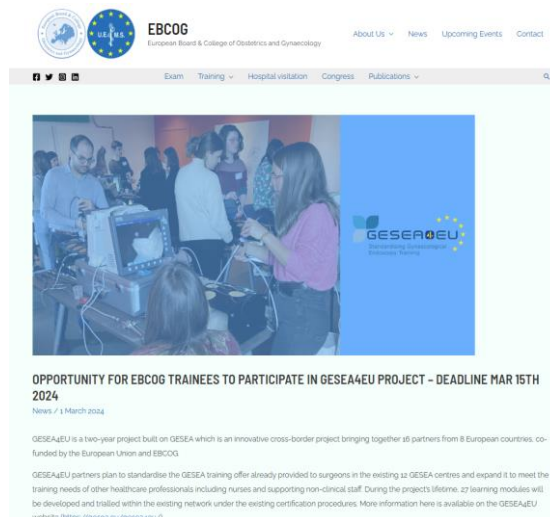 EBCOG
European Board & College of Obstetrics and Gynaecology
About Us
News
Upcoming Events
Contact
Exam
Training
Hospital visitation
Congress
Publications
GESEA4EU
Standardising Gynaecological
Endoscopy Training
OPPORTUNITY FOR EBCOG TRAINEES TO PARTICIPATE IN GESEA4EU PROJECT – DEADLINE MAR 15TH
2024
News / 1 March 2024
GESEA4EU is a two-year project built on GESEA which is an innovative cross-border project bringing together 16 partners from 8 European countries, co-
funded by the European Union and EBCOG.
GESEA4EU partners plan to standardise the GESEA training offer already provided to surgeons in the existing 12 GESEA centres and expand it to meet the
training needs of other healthcare professionals including nurses and supporting non-clinical staff. During the project's lifetime, 27 learning modules will
be developed and trialled within the existing network under the existing certification procedures. More information here is available on the GESEA4EU